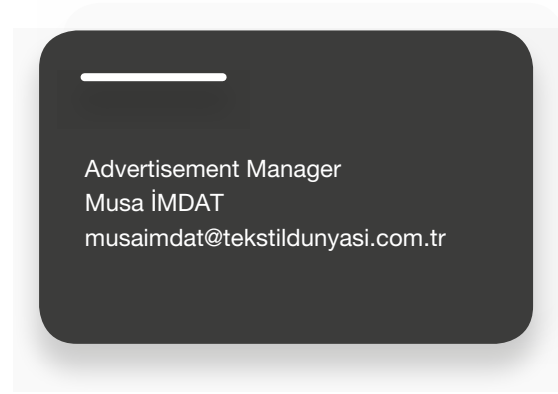 Advertisement Manager
Musa İMDAT
musaimdat@tekstildunyasi.com.tr